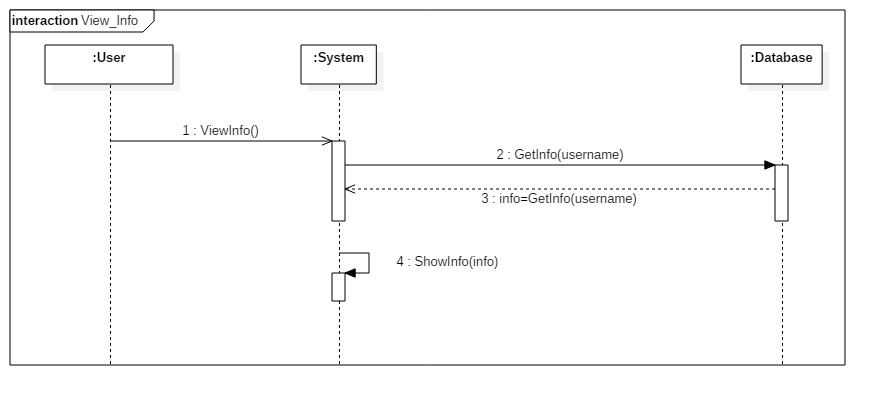 interaction View_Info
:User
:System
:Database
1 : ViewInfo()
2 : GetInfo(username)
3 : info=GetInfo(username)
4 : ShowInfo(info)